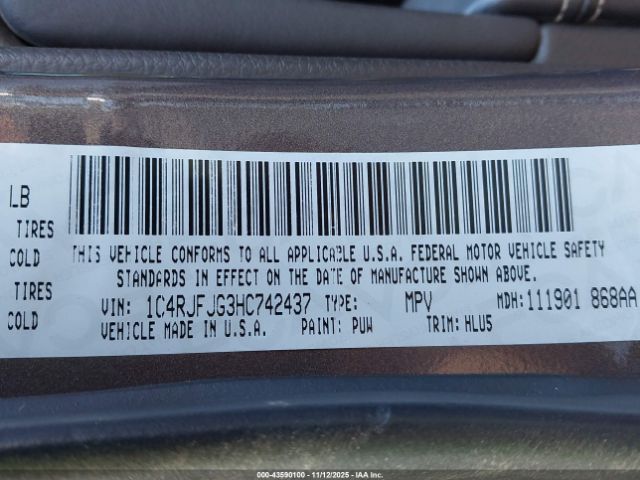 LB
TIRES
COLD
TIRES
COLD
THIS VEHICLE CONFORMS TO ALL APPLICABLE U.S.A. FEDERAL MOTOR VEHICLE SAFETY
STANDARDS IN EFFECT ON THE DATE OF MANUFACTURE SHOWN ABOVE.
VIN: 1C4RJFJG3HC742437 TYPE: MPV MDH: 111901 868AA
VEHICLE MADE IN U.S.A. PAINT: PUW TRIM: HLU5
000-43590100 - 11/12/2025 - IAAI, INC.